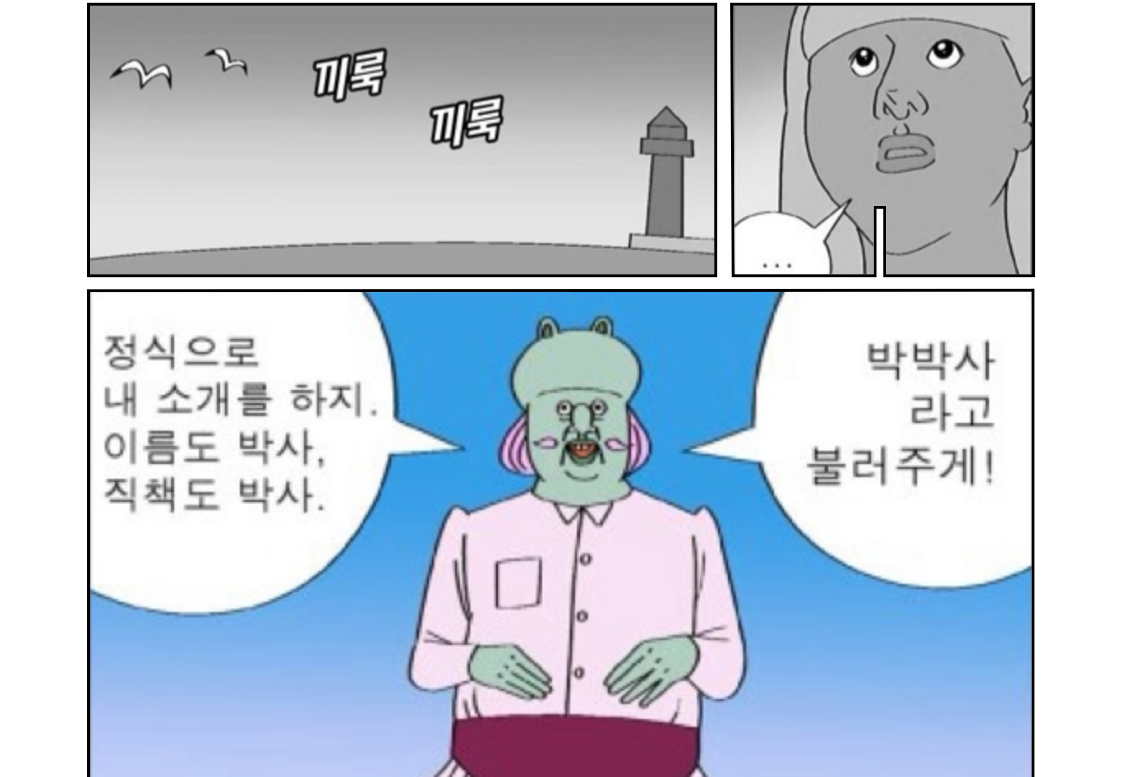 끼룩
끼룩
...
정식으로
내 소개를 하지.
이름도 박사,
직책도 박사.
박박사
라고
불러주게!